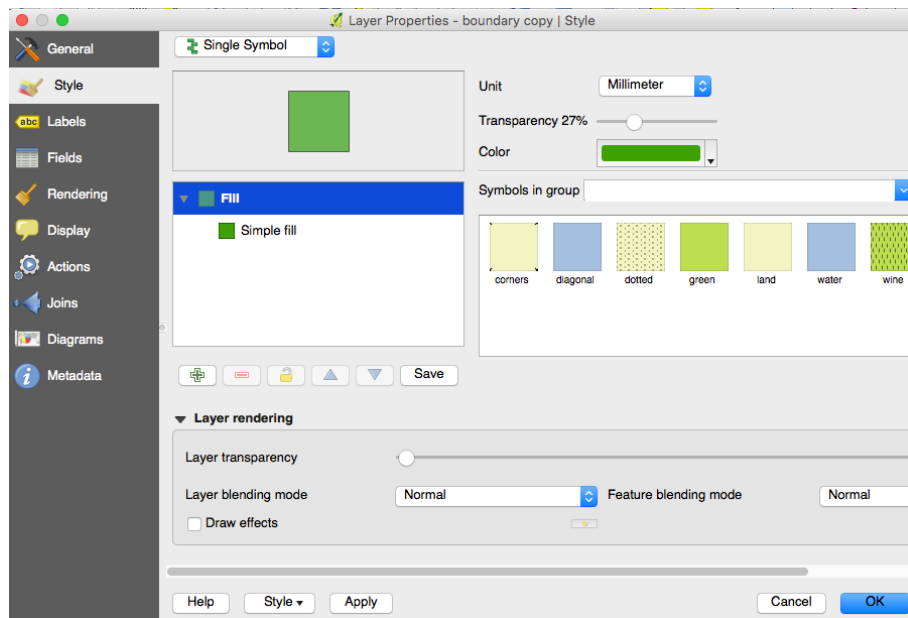 Layer Properties - boundary copy | Style
General
Style
abc Labels
Fields
Rendering
Display
Actions
Joins
Diagrams
i Metadata
Single Symbol
Unit Millimeter
Transparency 27%
Color
Fill
Simple fill
Symbols in group
corners diagonal dotted green land water wine
Save
Layer rendering
Layer transparency
Layer blending mode Normal Feature blending mode Normal
Draw effects
Help Style Apply Cancel OK